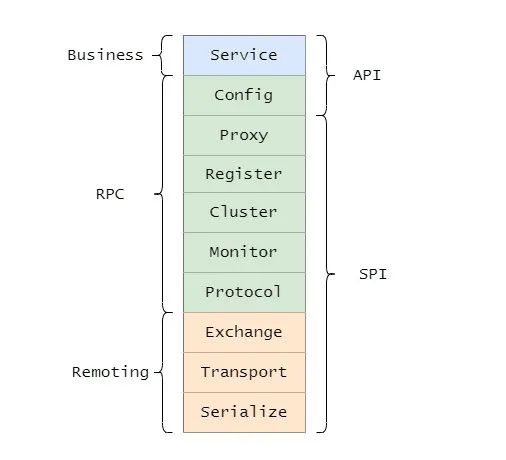 Business
Service
API
Config
Proxy
Register
RPC
Cluster
Monitor
SPI
Protocol
Exchange
Remoting
Transport
Serialize